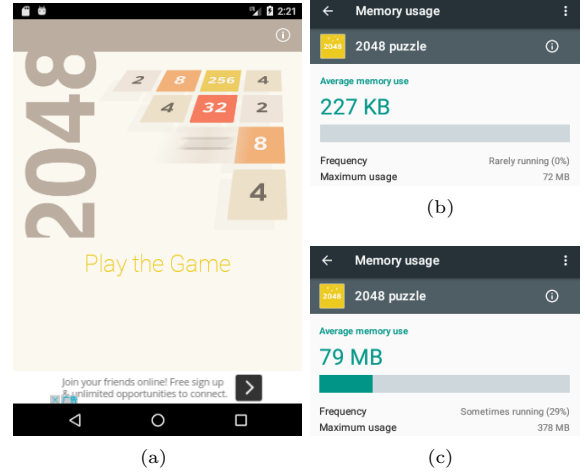 2:21
2048
2 8 256 4
4 32 2
8
4
Play the Game
Join your friends online! Free sign up
& unlimited opportunities to connect.
(a)
Memory usage
2048 2048 puzzle
Average memory use
227 KB
Frequency Rarely running (0%)
Maximum usage 72 MB
(b)
Memory usage
2048 2048 puzzle
Average memory use
79 MB
Frequency Sometimes running (29%)
Maximum usage 378 MB
(c)